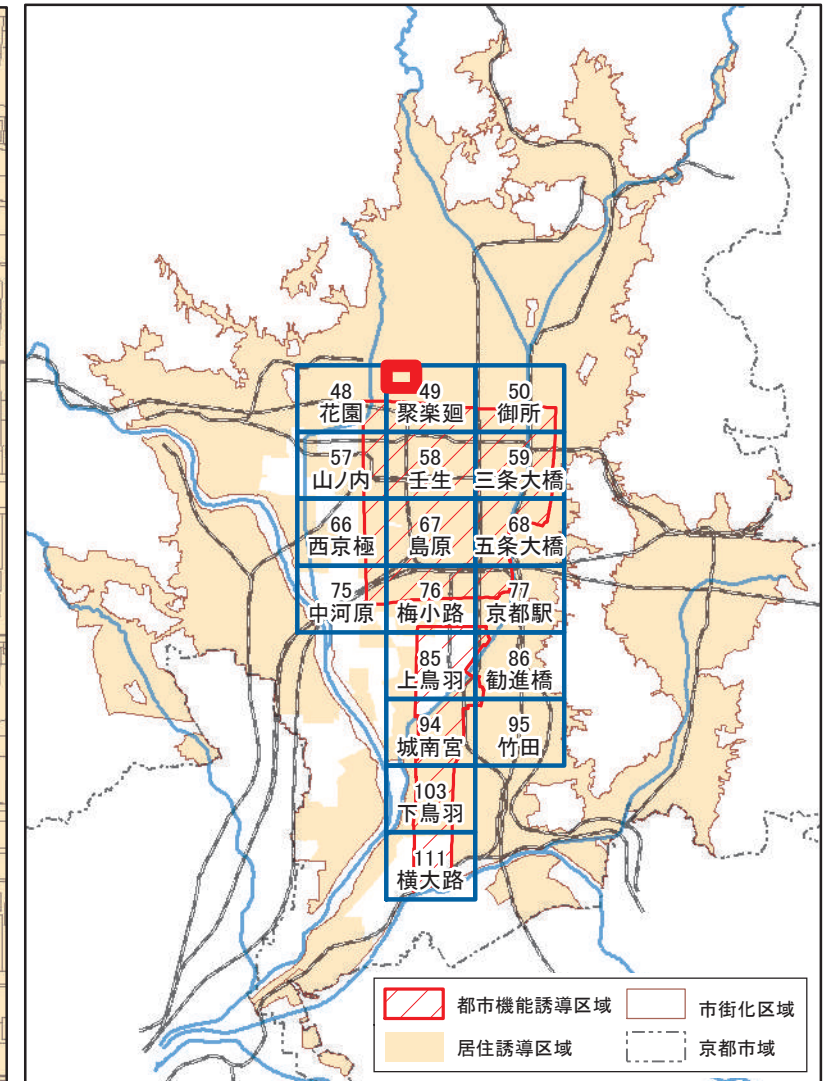 48
花園
49
聚楽廻
50
御所
57
山ノ内
58
壬生
59
三条大橋
66
西京極
67
島原
68
五条大橋
75
中河原
76
梅小路
77
京都駅
85
上鳥羽
86
勧進橋
94
城南宮
95
竹田
103
下鳥羽
111
横大路
都市機能誘導区域
市街化区域
居住誘導区域
京都市域